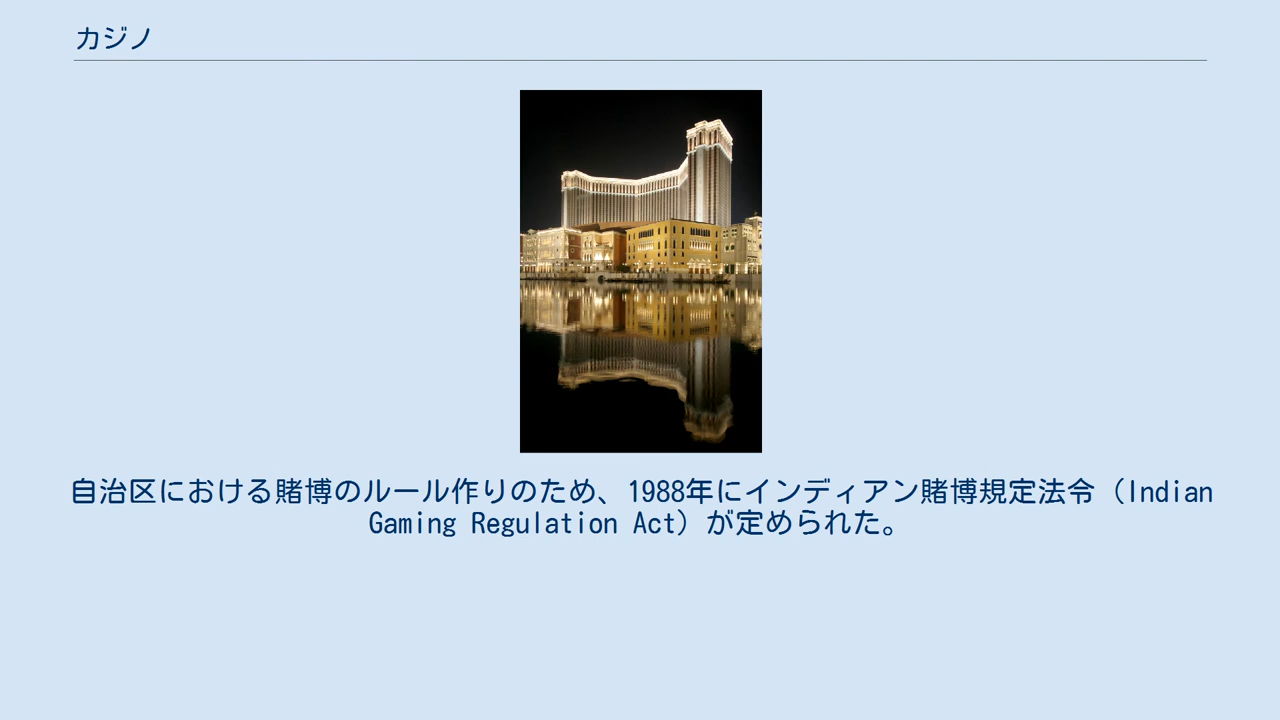 カジノ
自治区における賭博のルール作りのため、1988年にインディアン賭博規定法令（Indian
Gaming Regulation Act）が定められた。